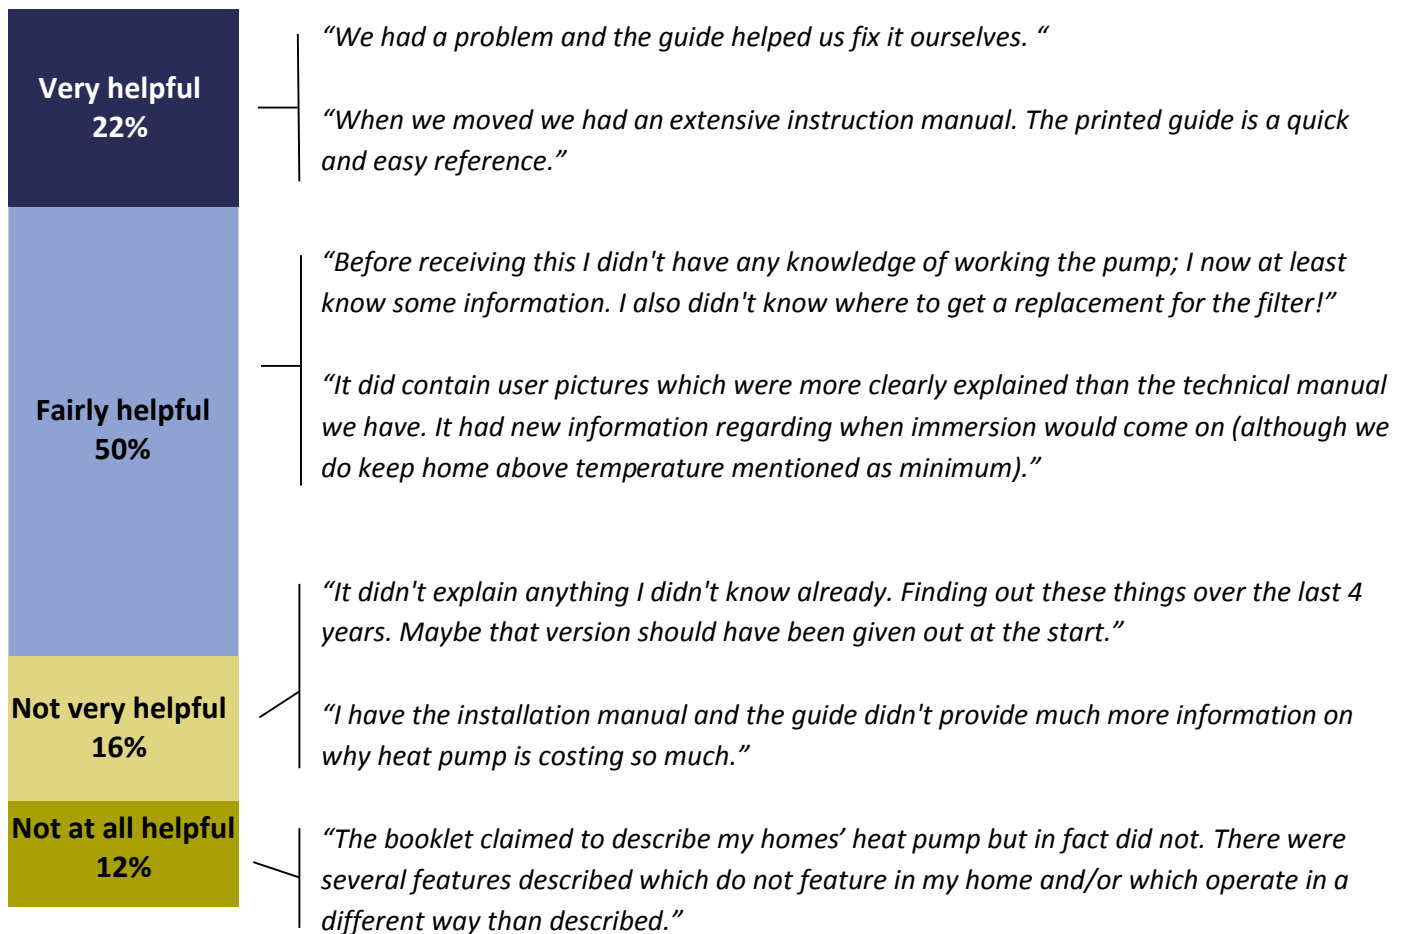 Very helpful
22%
“We had a problem and the guide helped us fix it ourselves. “
“When we moved we had an extensive instruction manual. The printed guide is a quick
and easy reference.”
Fairly helpful
50%
“Before receiving this I didn't have any knowledge of working the pump; I now at least
know some information. I also didn't know where to get a replacement for the filter!”
“It did contain user pictures which were more clearly explained than the technical manual
we have. It had new information regarding when immersion would come on (although we
do keep home above temperature mentioned as minimum).”
Not very helpful
16%
“It didn't explain anything I didn't know already. Finding out these things over the last 4
years. Maybe that version should have been given out at the start.”
“I have the installation manual and the guide didn't provide much more information on
why heat pump is costing so much.”
Not at all helpful
12%
“The booklet claimed to describe my homes’ heat pump but in fact did not. There were
several features described which do not feature in my home and/or which operate in a
different way than described.”